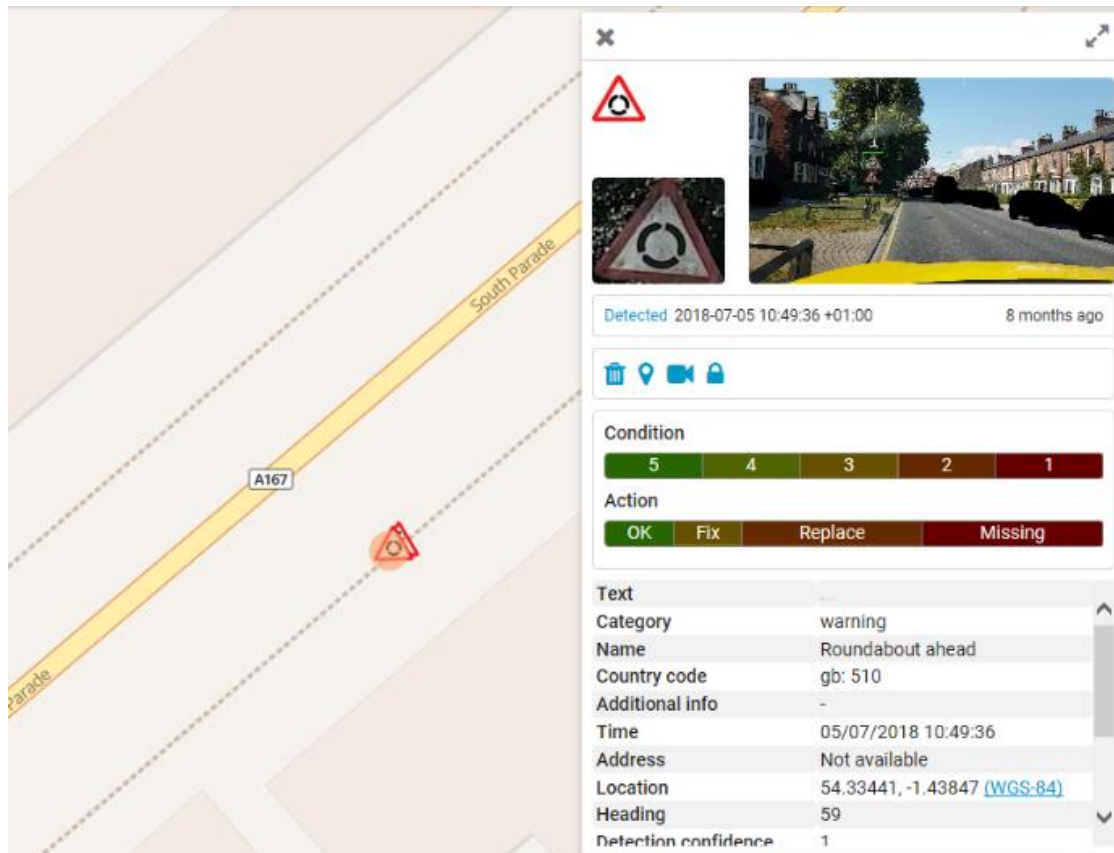 South Parade
A167
Parade
Detected 2018-07-05 10:49:36 +01:00 8 months ago
Condition
5 4 3 2 1
Action
OK Fix Replace Missing
Text ...
Category warning
Name Roundabout ahead
Country code gb: 510
Additional info -
Time 05/07/2018 10:49:36
Address Not available
Location 54.33441, -1.43847 (WGS-84)
Heading 59
Detection confidence 1